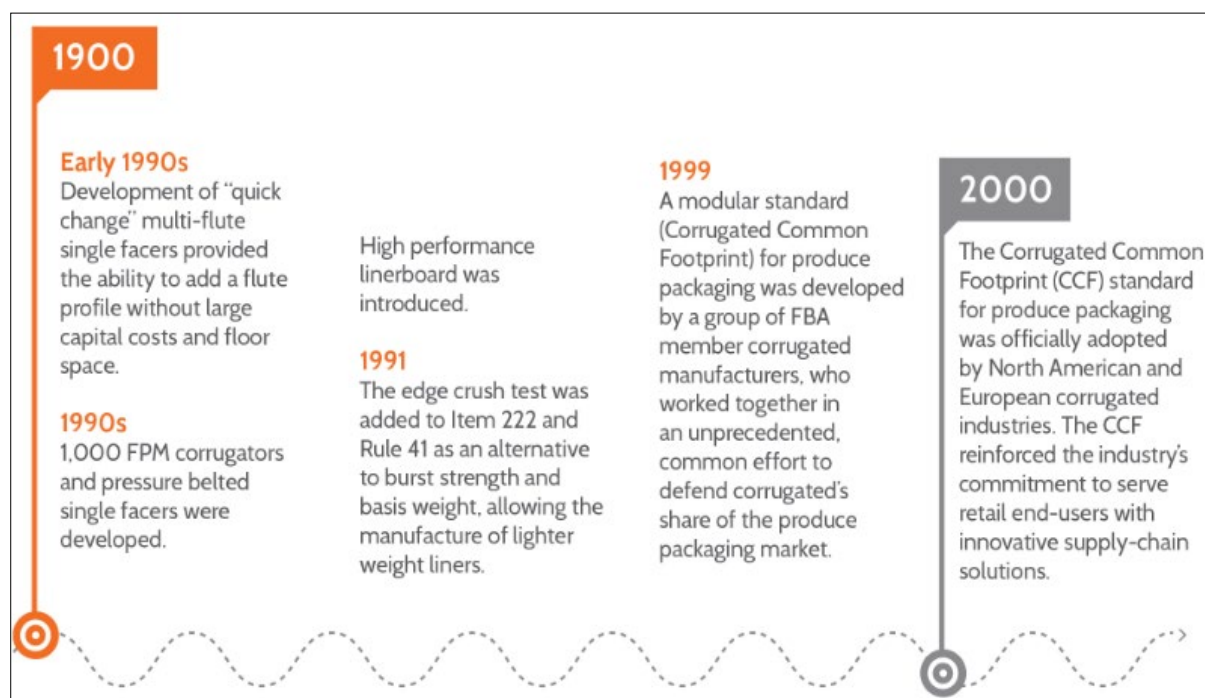 1900
Early 1990s
Development of “quick
change” multi-flute
single facers provided
the ability to add a flute
profile without large
capital costs and floor
space.
1990s
1,000 FPM corrugators
and pressure belted
single facers were
developed.
High performance
linerboard was
introduced.
1991
The edge crush test was
added to Item 222 and
Rule 41 as an alternative
to burst strength and
basis weight, allowing the
manufacture of lighter
weight liners.
1999
A modular standard
(Corrugated Common
Footprint) for produce
packaging was developed
by a group of FBA
member corrugated
manufacturers, who
worked together in
an unprecedented,
common effort to
defend corrugated’s
share of the produce
packaging market.
2000
The Corrugated Common
Footprint (CCF) standard
for produce packaging
was officially adopted
by North American and
European corrugated
industries. The CCF
reinforced the industry’s
commitment to serve
retail end-users with
innovative supply-chain
solutions.